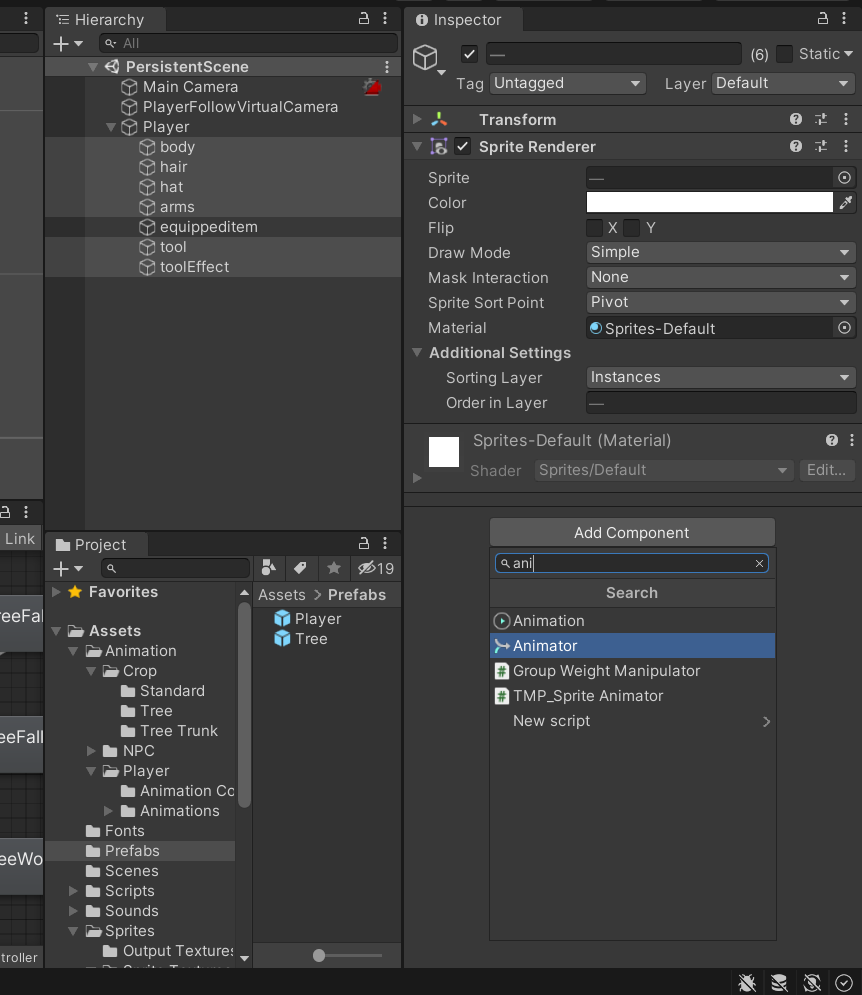 Hierarchy
All
PersistentScene
Main Camera
PlayerFollowVirtualCamera
Player
body
hair
hat
arms
equippeditem
tool
toolEffect
Link
reeFal
eeFall
eeWo
troller
Project
19
Favorites
Assets
Animation
Crop
Standard
Tree
Tree Trunk
NPC
Player
Animation Co
Animations
Fonts
Prefabs
Scenes
Scripts
Sounds
Sprites
Output Textures
Assets > Prefabs
Player
Tree
Inspector
— (6) Static
Tag Untagged Layer Default
Transform
Sprite Renderer
Sprite —
Color
Flip X Y
Draw Mode Simple
Mask Interaction None
Sprite Sort Point Pivot
Material Sprites-Default
Additional Settings
Sorting Layer Instances
Order in Layer —
Sprites-Default (Material)
Shader Sprites/Default Edit...
Add Component
ani
Search
Animation
Animator
Group Weight Manipulator
TMP_Sprite Animator
New script